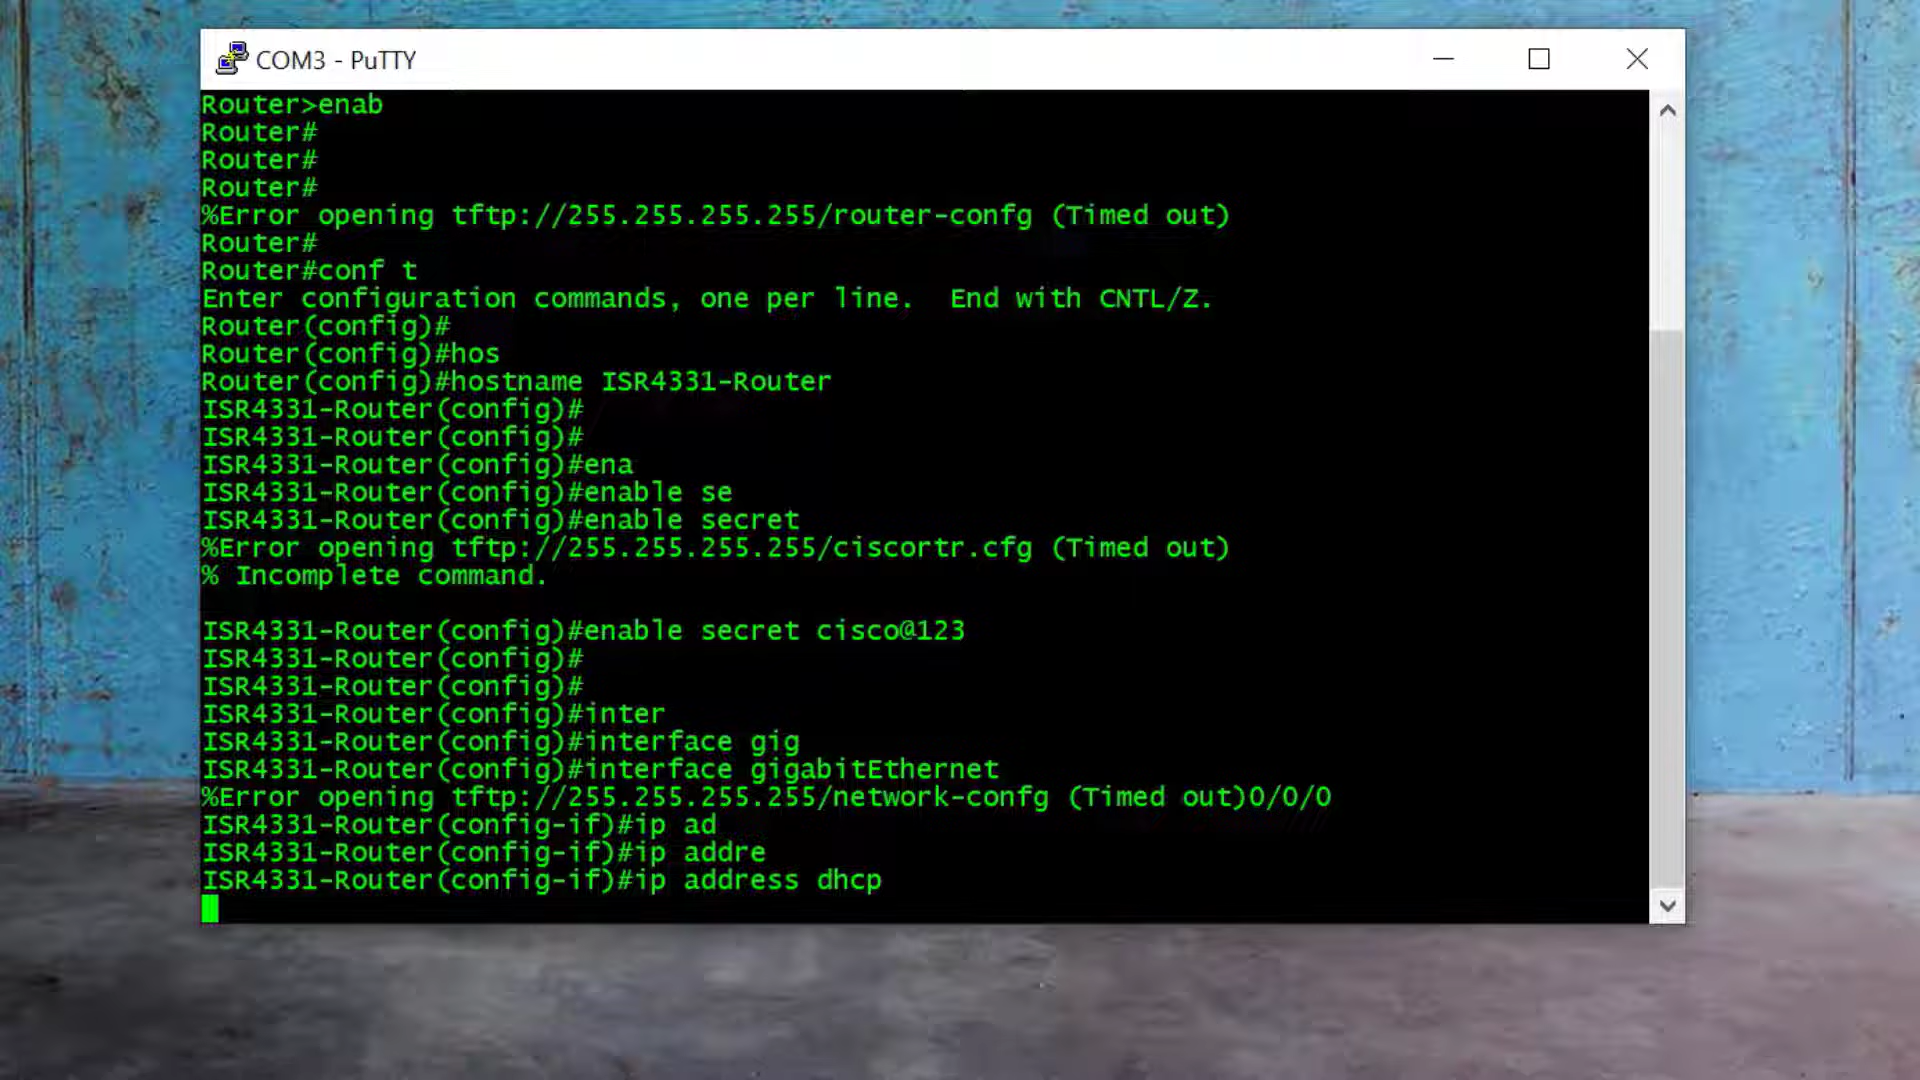 COM3 - PuTTY
Router>enab
Router#
Router#
Router#
%Error opening tftp://255.255.255.255/router-confg (Timed out)
Router#
Router#conf t
Enter configuration commands, one per line.  End with CNTL/Z.
Router(config)#
Router(config)#hos
Router(config)#hostname ISR4331-Router
ISR4331-Router(config)#
ISR4331-Router(config)#
ISR4331-Router(config)#ena
ISR4331-Router(config)#enable se
ISR4331-Router(config)#enable secret
%Error opening tftp://255.255.255.255/ciscortr.cfg (Timed out)
% Incomplete command.
ISR4331-Router(config)#enable secret cisco@123
ISR4331-Router(config)#
ISR4331-Router(config)#
ISR4331-Router(config)#inter
ISR4331-Router(config)#interface gig
ISR4331-Router(config)#interface gigabitEthernet
%Error opening tftp://255.255.255.255/network-confg (Timed out)0/0/0
ISR4331-Router(config-if)#ip ad
ISR4331-Router(config-if)#ip addre
ISR4331-Router(config-if)#ip address dhcp